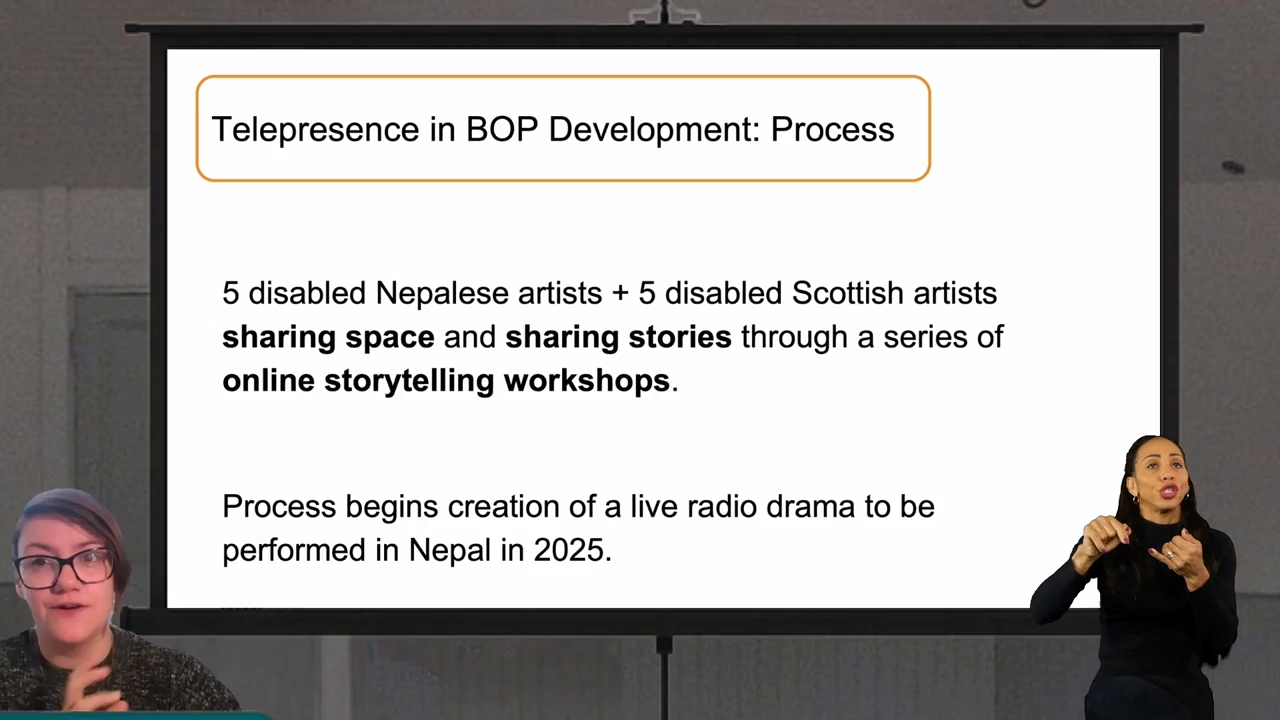 Telepresence in BOP Development: Process
5 disabled Nepalese artists + 5 disabled Scottish artists
sharing space and sharing stories through a series of
online storytelling workshops.
Process begins creation of a live radio drama to be
performed in Nepal in 2025.